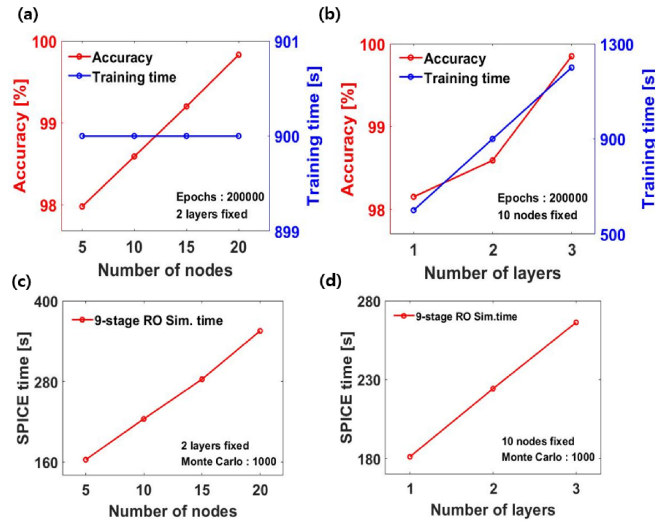 (a)
100
901
Accuracy
Training time
Accuracy [%]
99
900
Training time [s]
Epochs : 200000
2 layers fixed
98
899
5 10 15 20
Number of nodes
(b)
100
1300
Accuracy
Training time
Accuracy [%]
99
900
Training time [s]
Epochs : 200000
10 nodes fixed
98
500
1 2 3
Number of layers
(c)
400
9-stage RO Sim. time
SPICE time [s]
280
2 layers fixed
Monte Carlo : 1000
160
5 10 15 20
Number of nodes
(d)
280
9-stage RO Sim.time
SPICE time [s]
230
10 nodes fixed
Monte Carlo : 1000
180
1 2 3
Number of layers